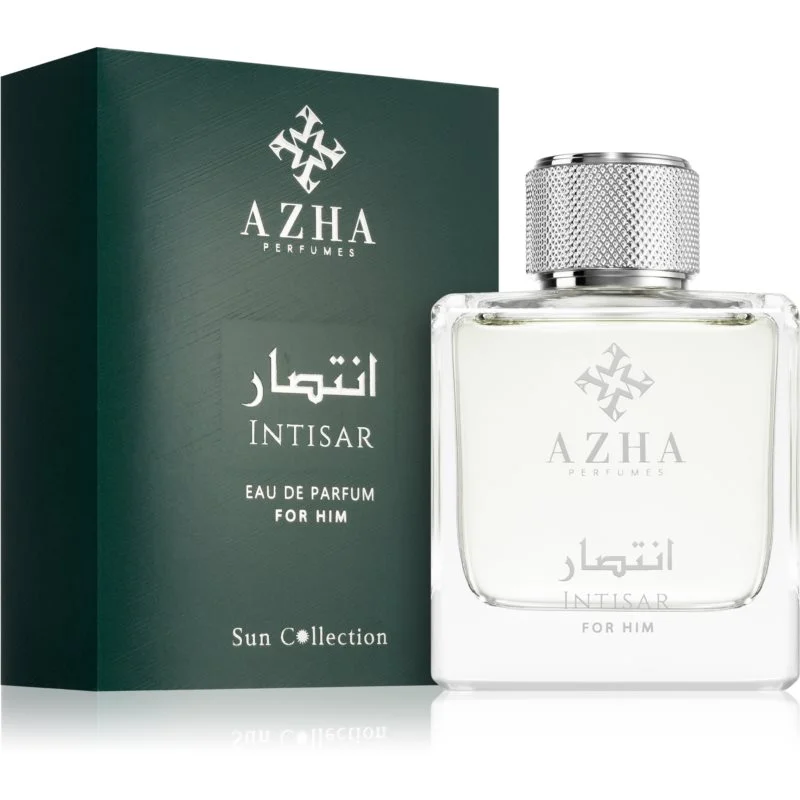 AZHA
PERFUMES
انتصار
INTISAR
EAU DE PARFUM
FOR HIM
Sun Collection
AZHA
PERFUMES
انتصار
INTISAR
FOR HIM